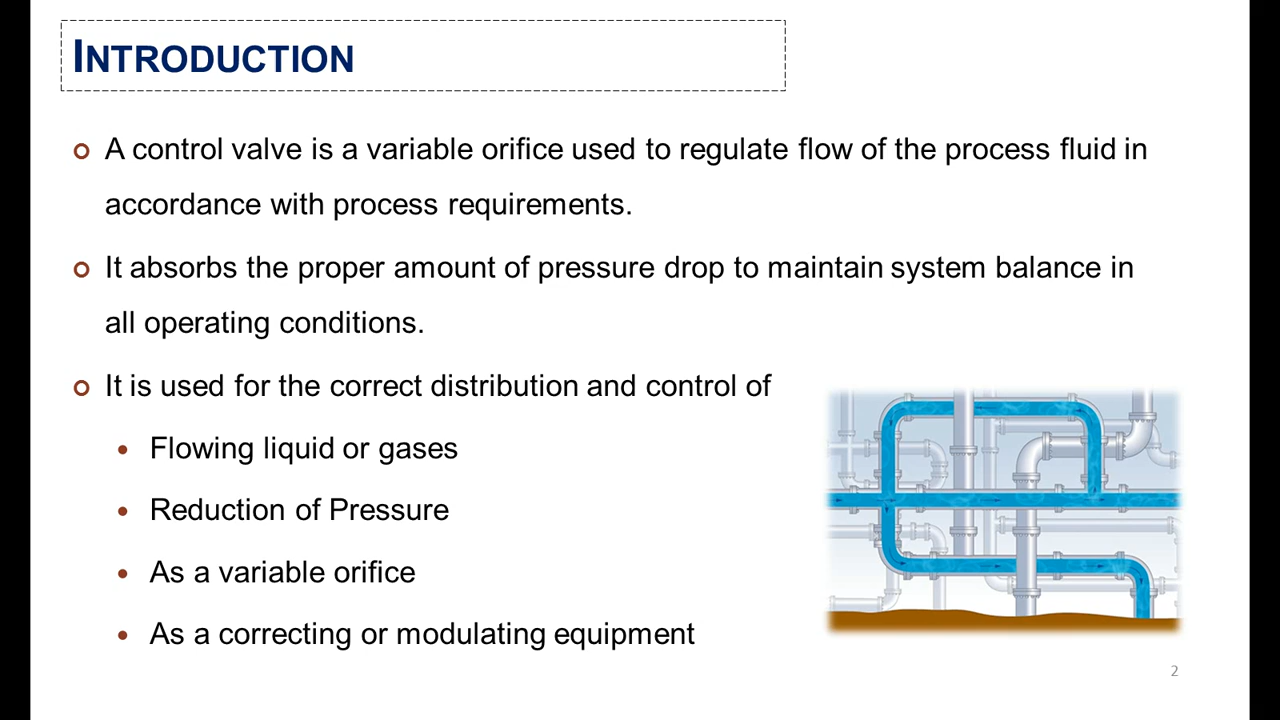 INTRODUCTION
A control valve is a variable orifice used to regulate flow of the process fluid in
accordance with process requirements.
It absorbs the proper amount of pressure drop to maintain system balance in
all operating conditions.
It is used for the correct distribution and control of
Flowing liquid or gases
Reduction of Pressure
As a variable orifice
As a correcting or modulating equipment
2